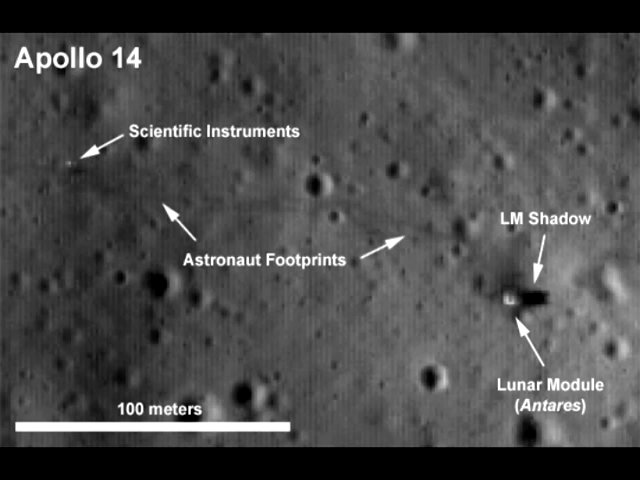 Apollo 14
Scientific Instruments
LM Shadow
Astronaut Footprints
Lunar Module
(Antares)
100 meters